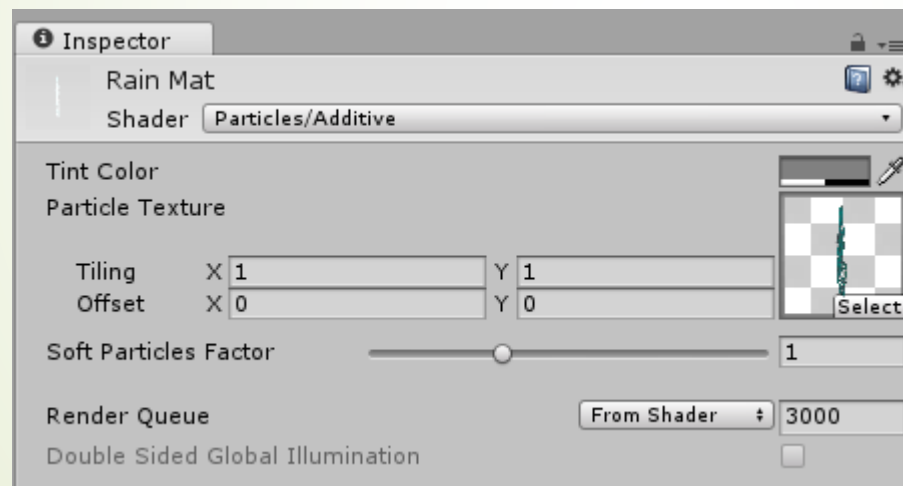 Inspector
Rain Mat
Shader Particles/Additive
Tint Color
Particle Texture
Tiling X 1 Y 1
Offset X 0 Y 0
Select
Soft Particles Factor 1
Render Queue From Shader 3000
Double Sided Global Illumination